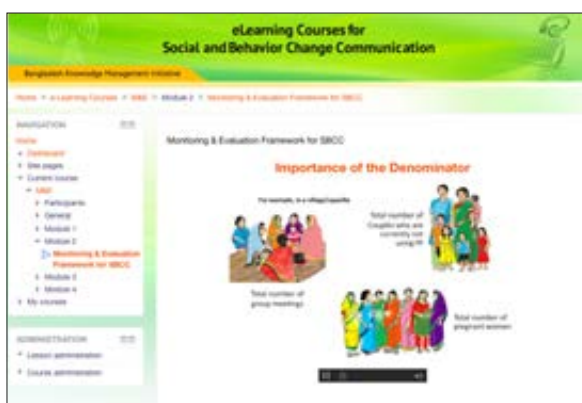 eLearning Courses for
Social and Behavior Change Communication
Bangladesh Knowledge Management Initiative
Home e-Learning Courses M&E Module 2 Monitoring & Evaluation Framework for SBCC
NAVIGATION
Home
Dashboard
Site pages
Current course
M&E
Participants
General
Module 1
Module 2
Monitoring & Evaluation
Framework for SBCC
Module 3
Module 4
My courses
ADMINISTRATION
Lesson administration
Course administration
Monitoring & Evaluation Framework for SBCC
Importance of the Denominator
For example, in a village/upazilla
Total number of
group meetings
Total number of
Couples who are
currently not
using FP
Total number of
pregnant women